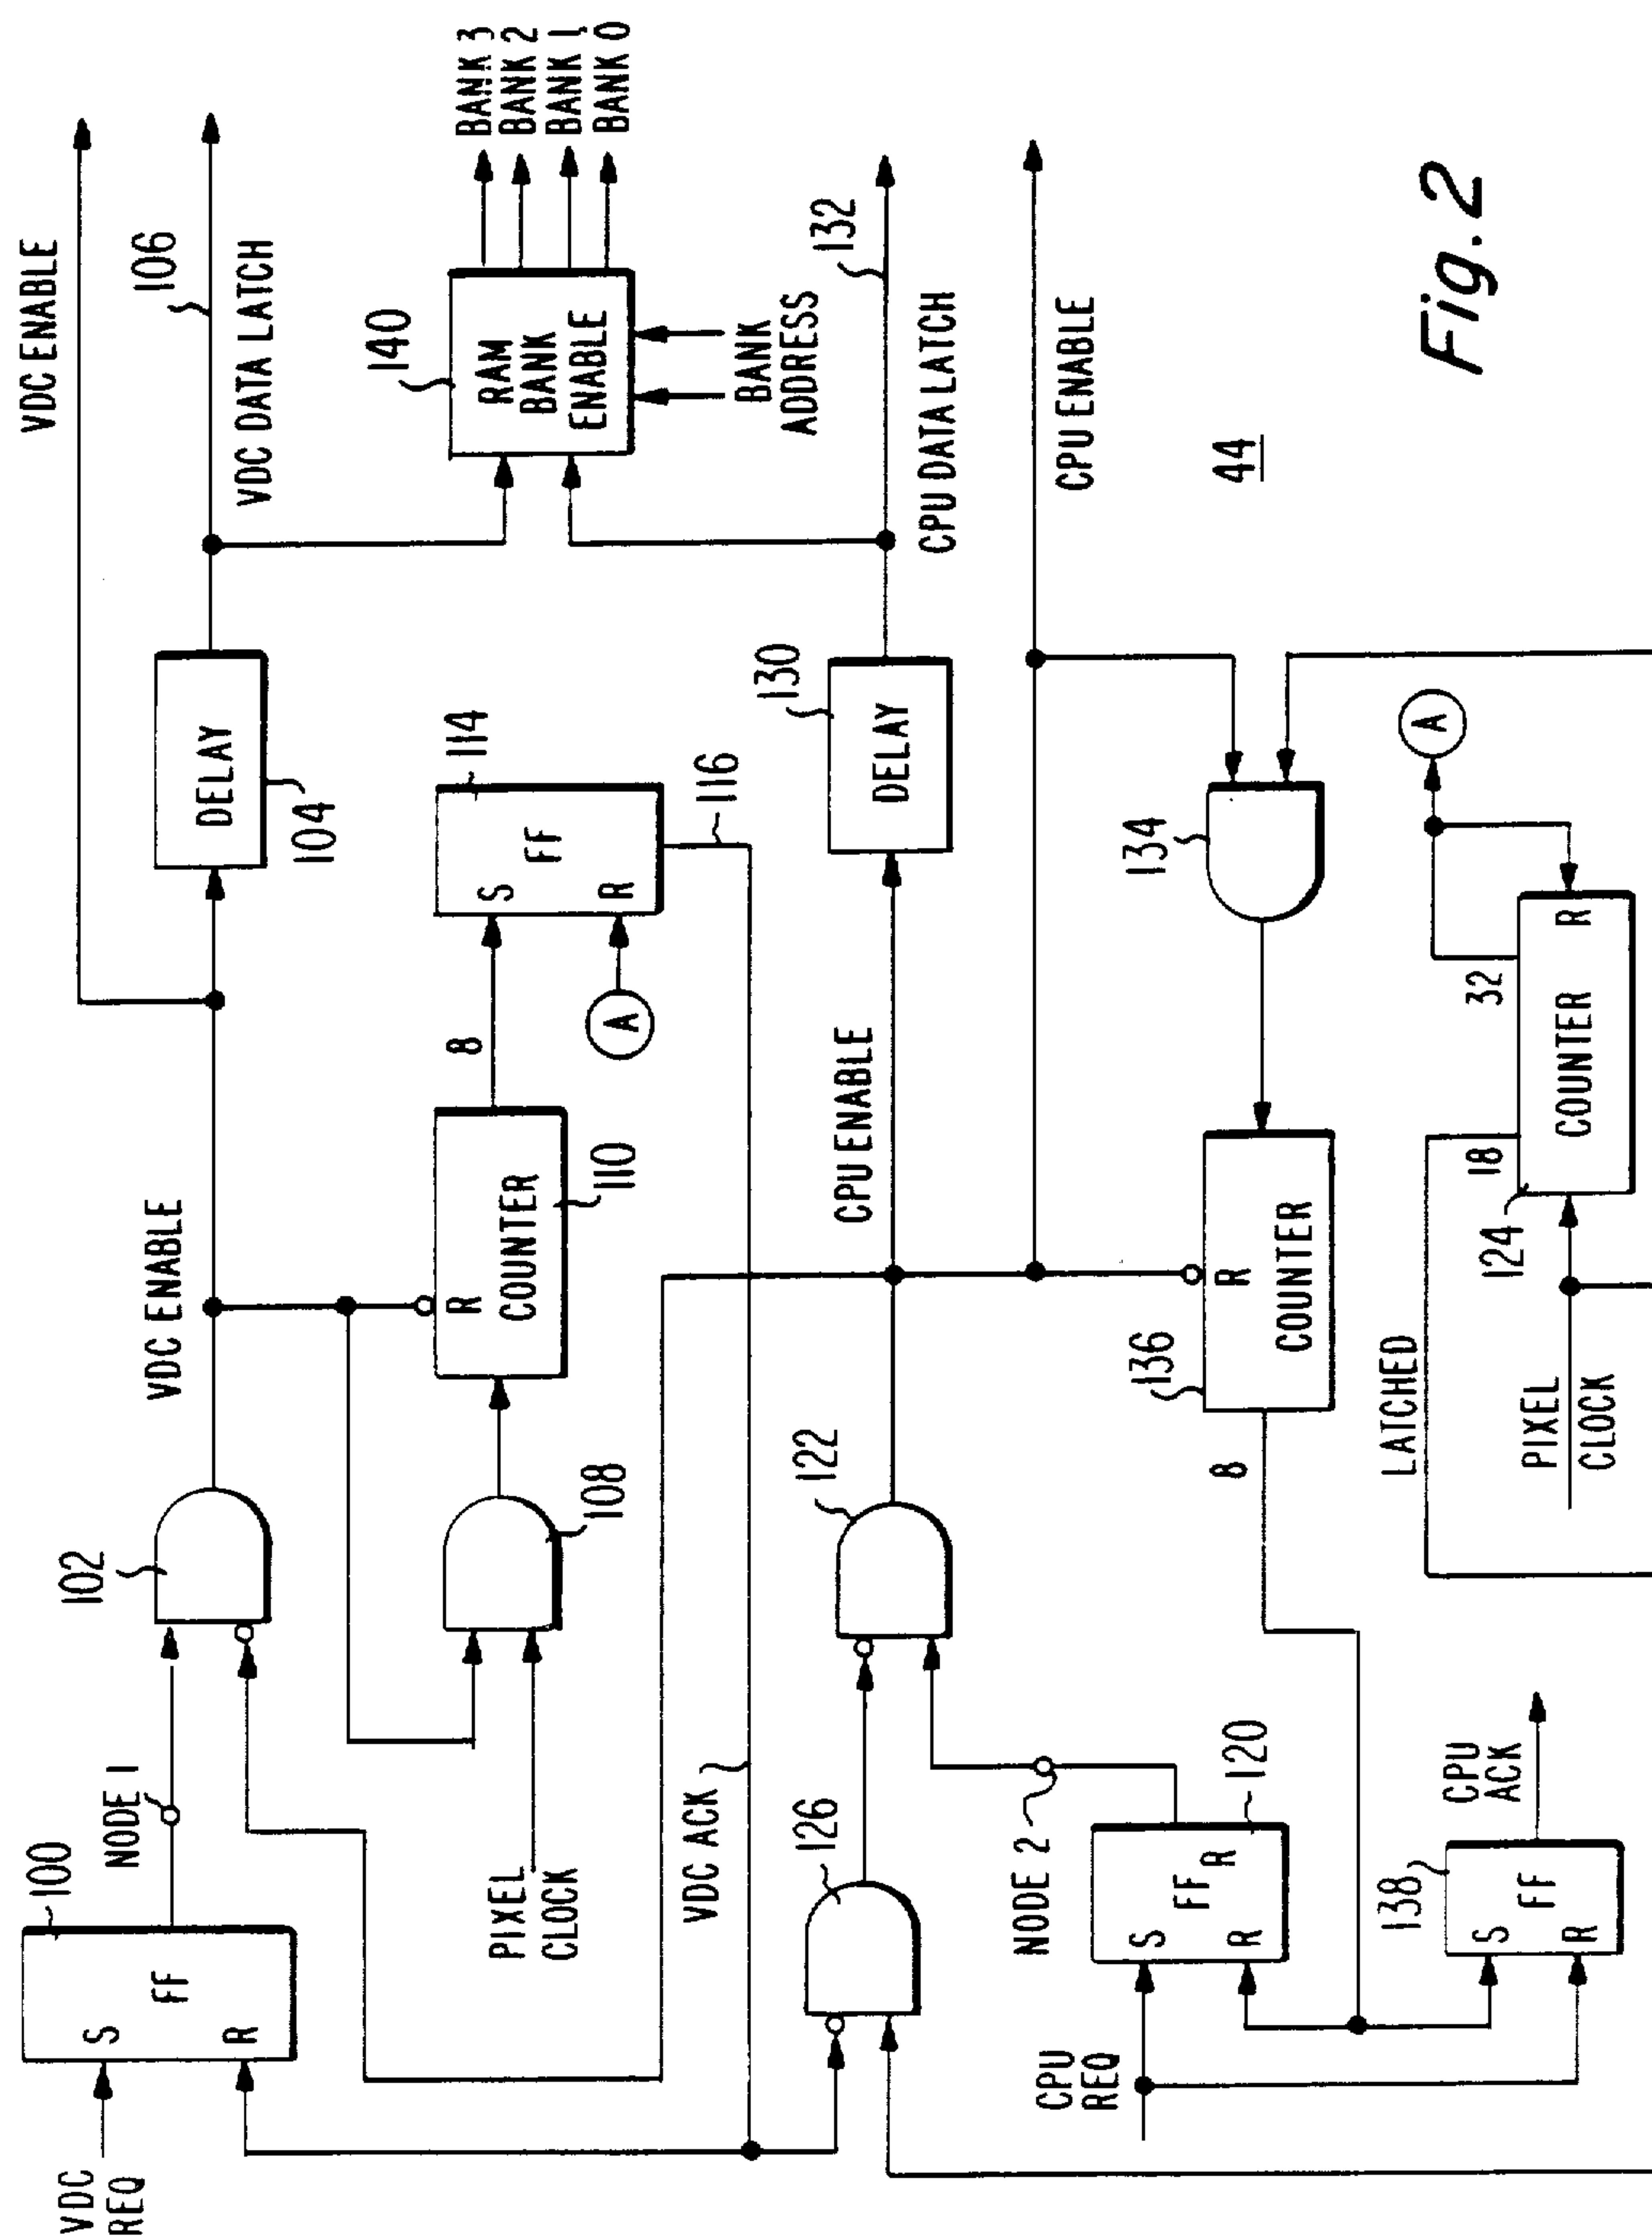 VDC ENABLE
106
VDC DATA LATCH
BANK 3
BANK 2
BANK 1
BANK 0
140
RAM
BANK
ENABLE
BANK
ADDRESS
132
CPU DATA LATCH
CPU ENABLE
44
Fig. 2
DELAY
104
114
S
FF
R
116
A
8
VDC ENABLE
R
COUNTER
110
102
108
100
S
FF
R
NODE 1
VDC
REQ
PIXEL
CLOCK
VDC ACK
130
DELAY
CPU ENABLE
122
126
134
136
R
COUNTER
8
A
32
R
COUNTER
18
124
LATCHED
PIXEL
CLOCK
NODE 2
120
S
FF
R
R
CPU
REQ
138
S
FF
R
CPU
ACK